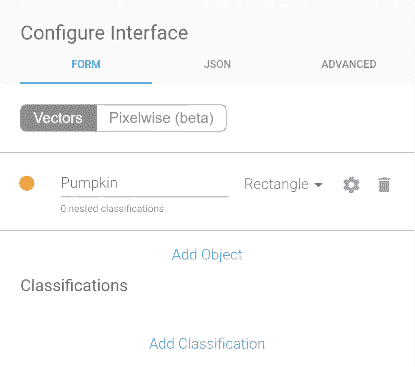 Configure Interface
FORM JSON ADVANCED
Vectors Pixelwise (beta)
Pumpkin Rectangle
0 nested classifications
Add Object
Classifications
Add Classification